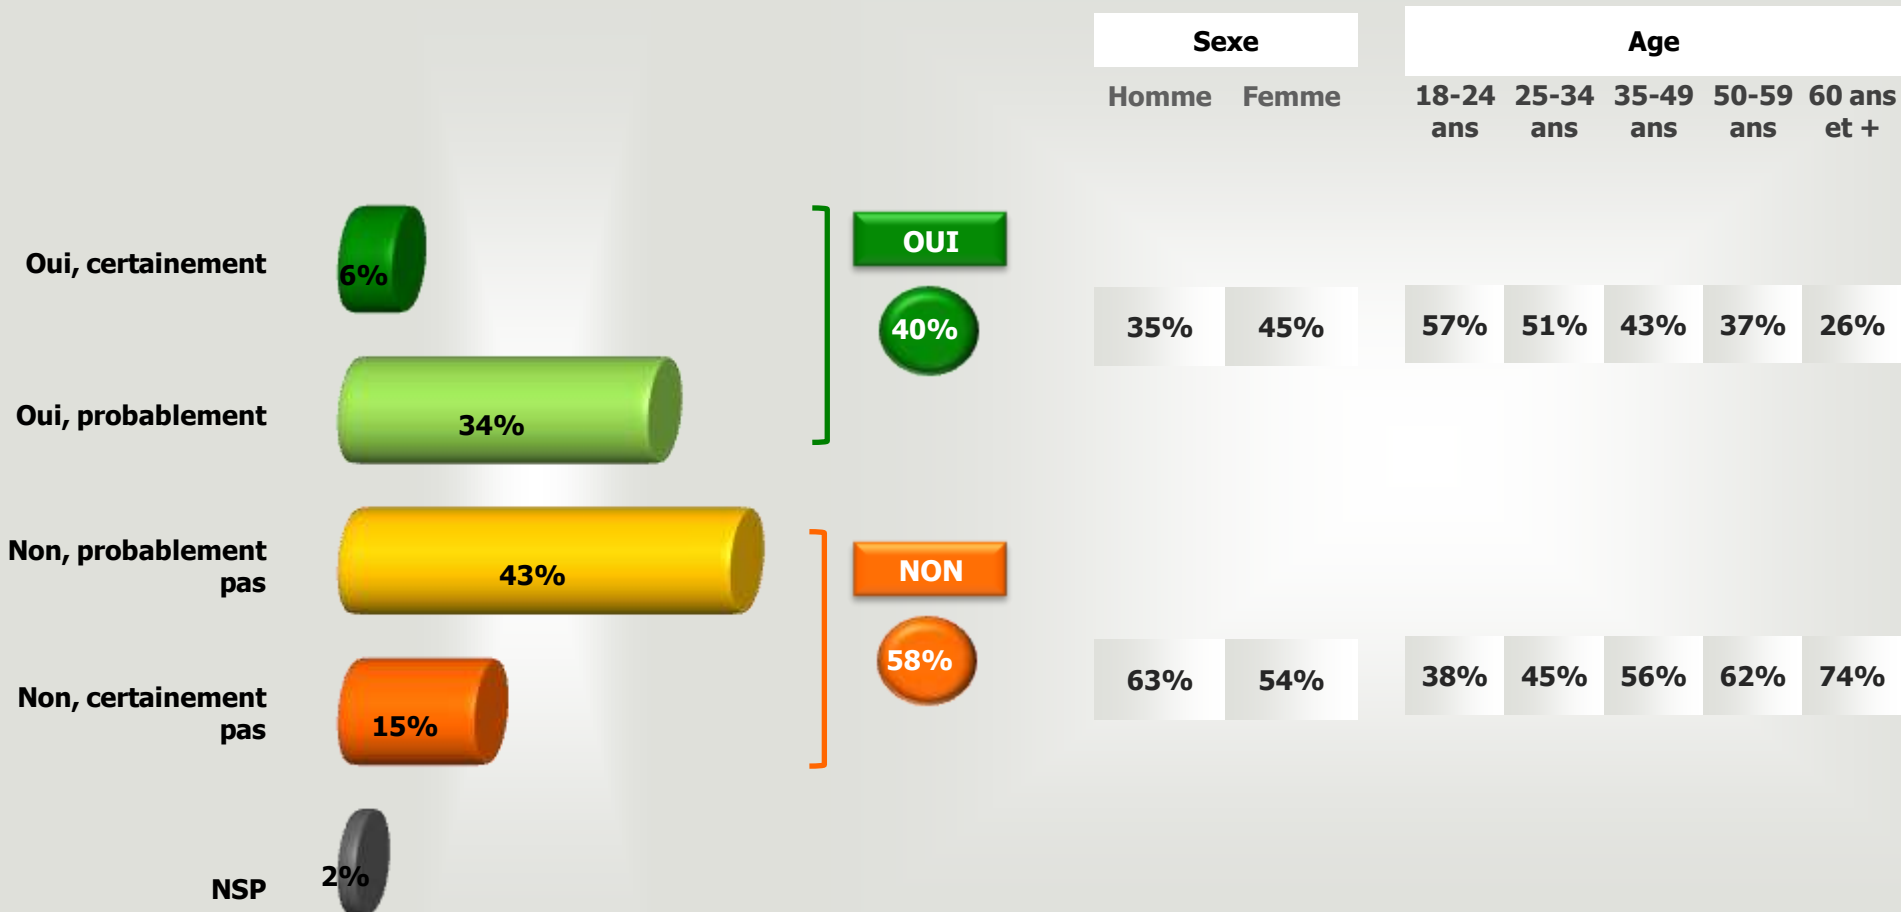 Sexe
Age
Homme Femme
18-24 25-34 35-49 50-59 60 ans
ans ans ans ans et +
Oui, certainement
6%
OUI
40%
35% 45% 57% 51% 43% 37% 26%
Oui, probablement
34%
Non, probablement
pas
43%
NON
58%
63% 54% 38% 45% 56% 62% 74%
Non, certainement
pas
15%
NSP
2%